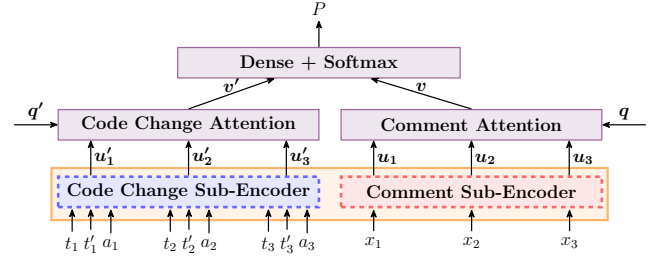 P
Dense + Softmax
v′ v
q′ Code Change Attention Comment Attention q
u′₁ u′₂ u′₃ u₁ u₂ u₃
Code Change Sub-Encoder Comment Sub-Encoder
t₁ t′₁ a₁ t₂ t′₂ a₂ t₃ t′₃ a₃ x₁ x₂ x₃